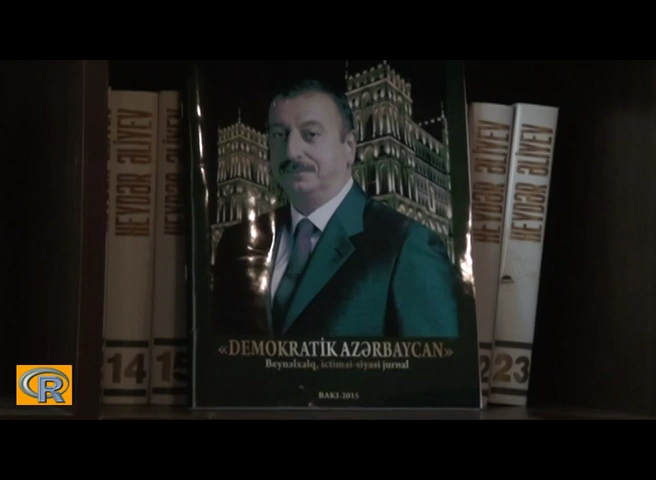 HEYDƏR ƏLİYEV
14
HEYDƏR ƏLİYEV
15
«DEMOKRATİK AZƏRBAYCAN»
Beynəlxalq, ictimai-siyasi jurnal
BAKI-2015
HEYDƏR ƏLİYEV
22
HEYDƏR ƏLİYEV
23
R